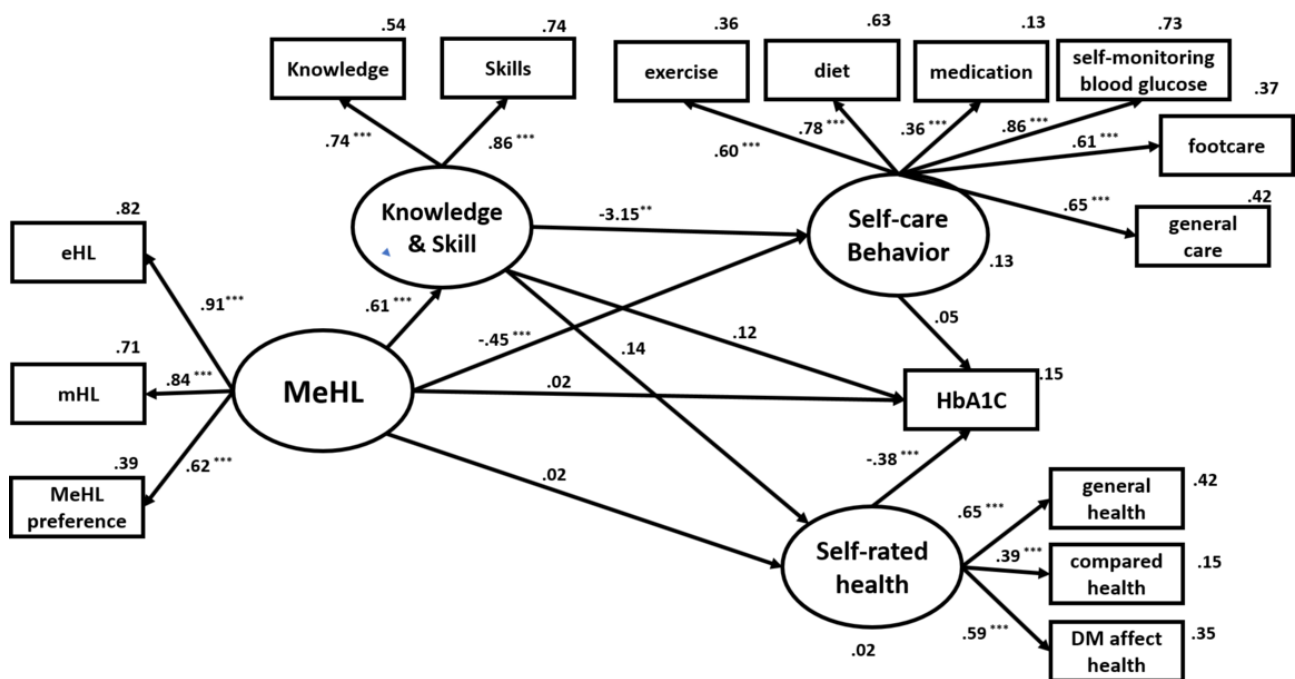 .54
Knowledge
.74
Skills
.36
exercise
.63
diet
.13
medication
.73
self-monitoring
blood glucose
.37
footcare
.42
general
care
.74 ***
.86 ***
.60 ***
.78 ***
.36 ***
.86 ***
.61 ***
.65 ***
Knowledge
& Skill
-3.15 **
Self-care
Behavior
.13
.82
eHL
.91 ***
.61 ***
-.45 ***
.14
.12
.05
.71
mHL
.84 ***
MeHL
.02
HbA1C
.15
.39
MeHL
preference
.62 ***
.02
-.38 ***
Self-rated
health
.02
.65 ***
.39 ***
.59 ***
general
health
.42
compared
health
.15
DM affect
health
.35